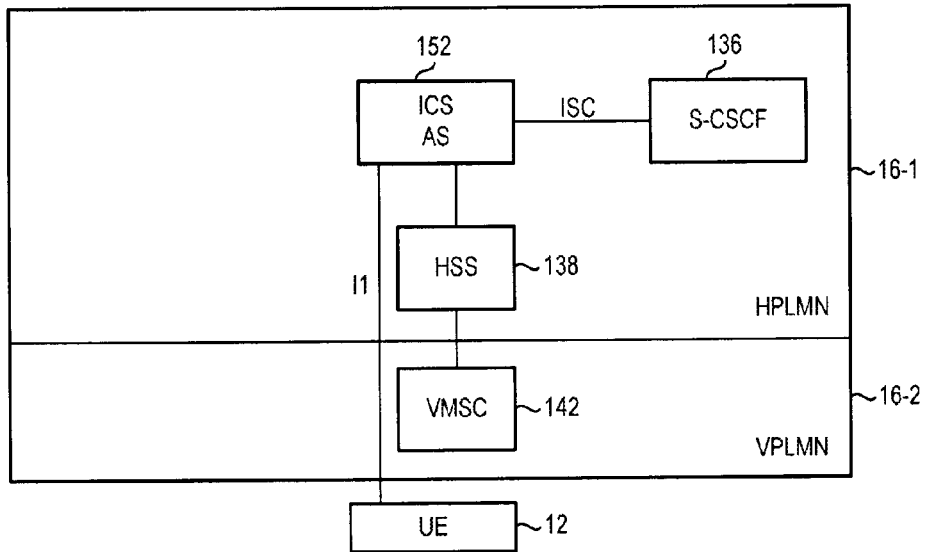 152
136
ICS
AS
ISC
S-CSCF
16-1
I1
HSS
138
HPLMN
VMSC
142
16-2
VPLMN
UE
12